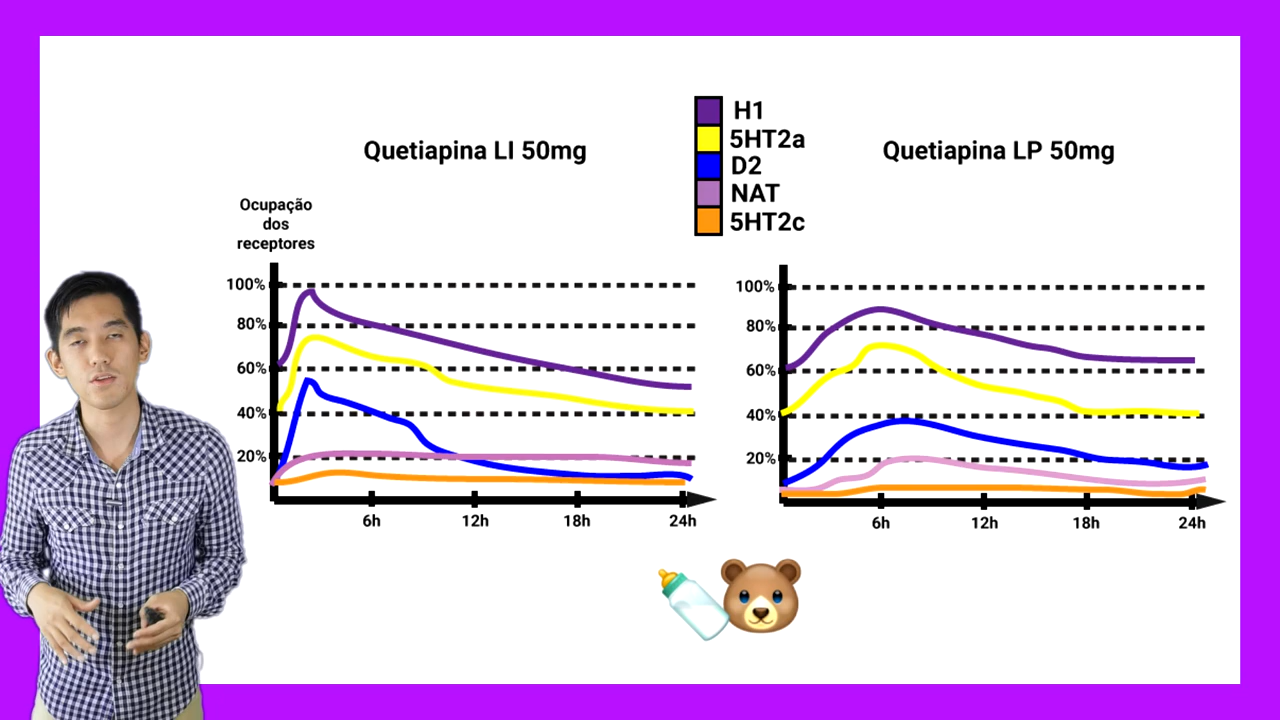 H1
5HT2a
D2
NAT
5HT2c
Quetiapina LI 50mg
Quetiapina LP 50mg
Ocupação
dos
receptores
100%
80%
60%
40%
20%
6h
12h
18h
24h
100%
80%
60%
40%
20%
6h
12h
18h
24h